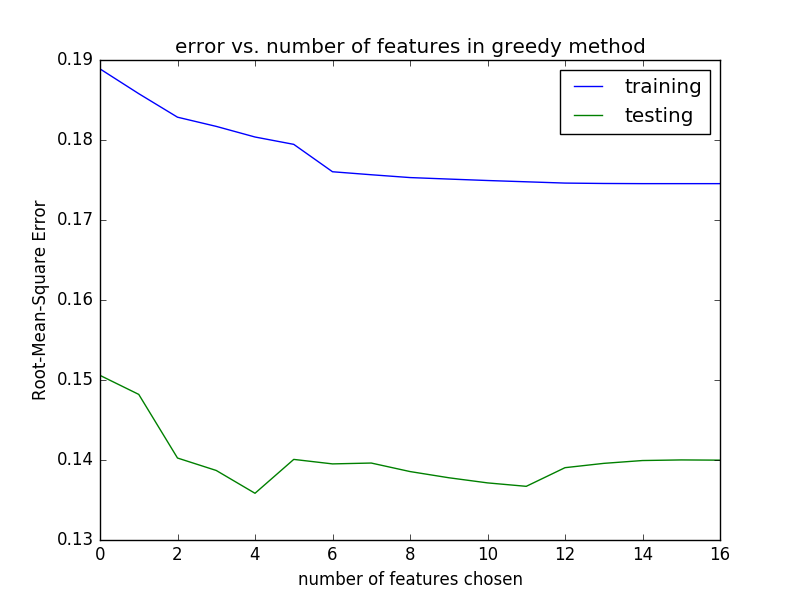 error vs. number of features in greedy method
training
testing
0.19
0.18
0.17
0.16
0.15
0.14
0.13
Root-Mean-Square Error
0 2 4 6 8 10 12 14 16
number of features chosen